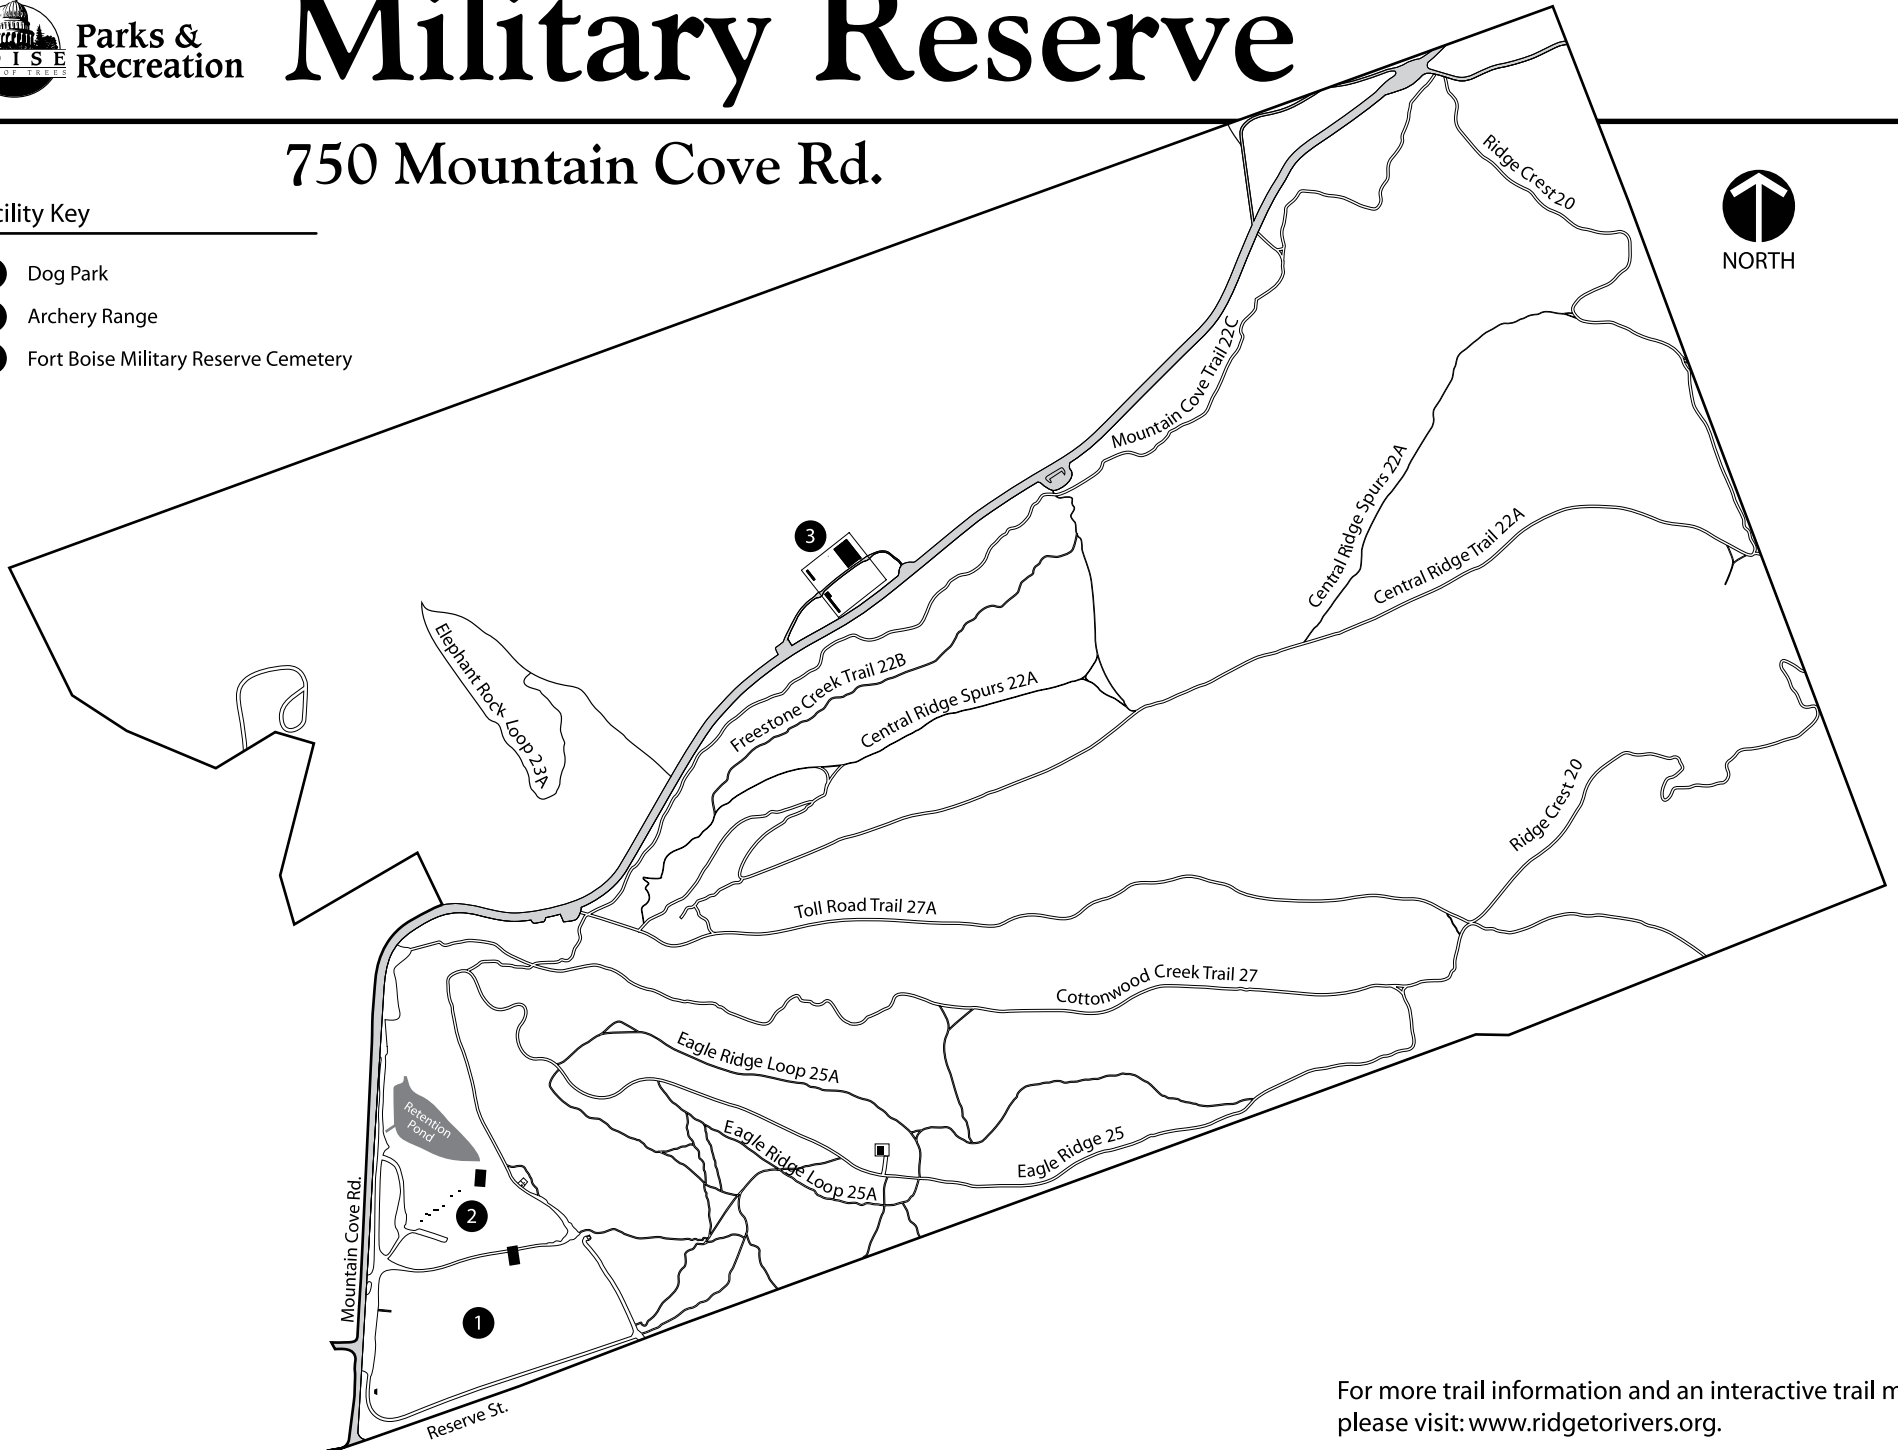 Parks &
Recreation
OF TREES
Military Reserve
750 Mountain Cove Rd.
Dog Park
Archery Range
Fort Boise Military Reserve Cemetery
Key
NORTH
Ridge Crest 20
Mountain Cove Trail 22C
Central Ridge Spurs 22A
Central Ridge Trail 22A
3
Elephant Rock Loop 23A
Freestone Creek Trail 22B
Central Ridge Spurs 22A
Ridge Crest 20
Toll Road Trail 27A
Cottonwood Creek Trail 27
Eagle Ridge Loop 25A
Retention
Pond
Eagle Ridge Loop 25A
Eagle Ridge 25
2
Mountain Cove Rd.
1
Reserve St.
For more trail information and an interactive trail
please visit: www.ridgetorivers.org.